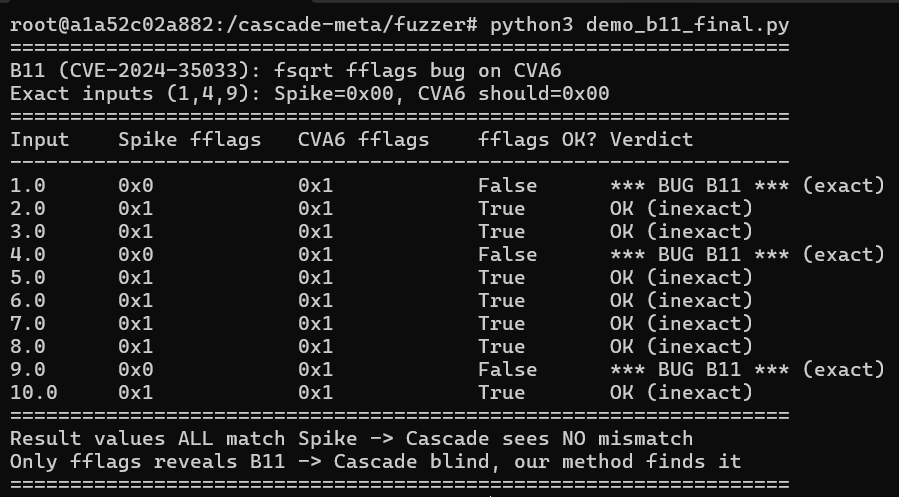 root@a1a52c02a882:/cascade-meta/fuzzer# python3 demo_b11_final.py
=================================================================
B11 (CVE-2024-35033): fsqrt fflags bug on CVA6
Exact inputs (1,4,9): Spike=0x00, CVA6 should=0x00
=================================================================
Input    Spike fflags   CVA6 fflags    fflags OK? Verdict
-----------------------------------------------------------------
1.0      0x0            0x1            False      *** BUG B11 *** (exact)
2.0      0x1            0x1            True       OK (inexact)
3.0      0x1            0x1            True       OK (inexact)
4.0      0x0            0x1            False      *** BUG B11 *** (exact)
5.0      0x1            0x1            True       OK (inexact)
6.0      0x1            0x1            True       OK (inexact)
7.0      0x1            0x1            True       OK (inexact)
8.0      0x1            0x1            True       OK (inexact)
9.0      0x0            0x1            False      *** BUG B11 *** (exact)
10.0     0x1            0x1            True       OK (inexact)
=================================================================
Result values ALL match Spike -> Cascade sees NO mismatch
Only fflags reveals B11 -> Cascade blind, our method finds it
=================================================================